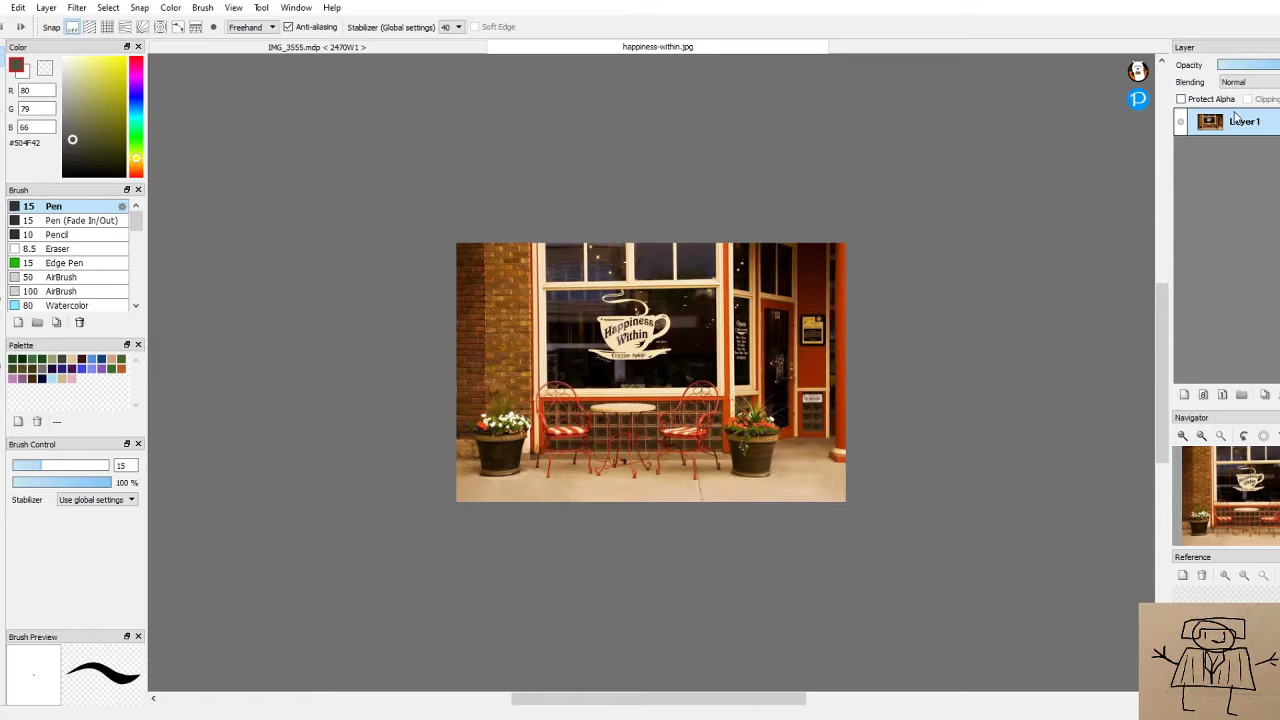 Edit Layer Filter Select Snap Color Brush View Tool Window Help
Snap Freehand Anti-aliasing Stabilizer (Global settings) 40 Soft Edge
Color
IMG_3555.mdp < 2470W1 >
happiness-within.jpg
R 80
G 79
B 66
#504F42
Brush
15 Pen
15 Pen (Fade In/Out)
10 Pencil
8.5 Eraser
15 Edge Pen
50 AirBrush
100 AirBrush
80 Watercolor
Palette
---
Brush Control
15
100 %
Stabilizer Use global settings
Brush Preview
Happiness
Within
Coffee Shop
Open
P
Layer
Opacity
Blending Normal
Protect Alpha Clipping
Layer1
Navigator
Reference